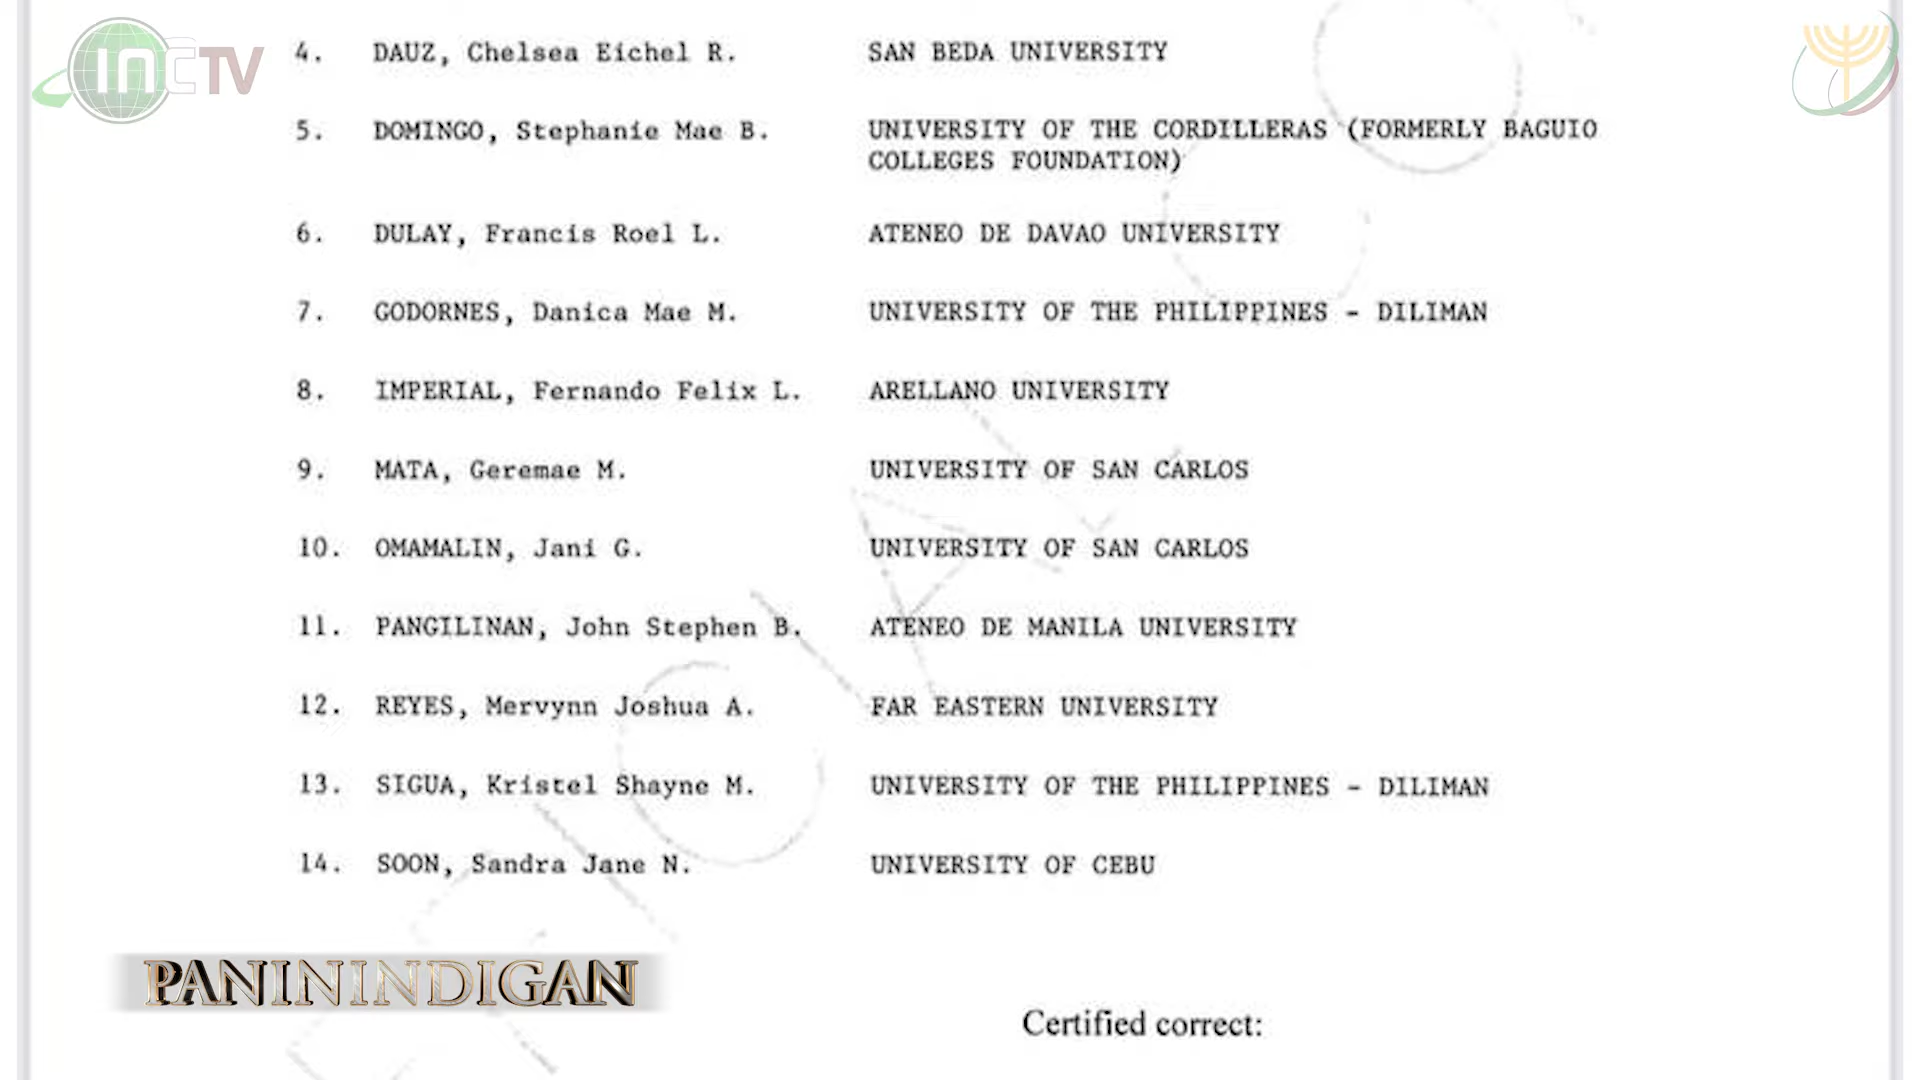 INCTV
4. DAUZ, Chelsea Eichel R. SAN BEDA UNIVERSITY
5. DOMINGO, Stephanie Mae B. UNIVERSITY OF THE CORDILLERAS (FORMERLY BAGUIO
COLLEGES FOUNDATION)
6. DULAY, Francis Roel L. ATENEO DE DAVAO UNIVERSITY
7. GODORNES, Danica Mae M. UNIVERSITY OF THE PHILIPPINES - DILIMAN
8. IMPERIAL, Fernando Felix L. ARELLANO UNIVERSITY
9. MATA, Geremae M. UNIVERSITY OF SAN CARLOS
10. OMAMALIN, Jani G. UNIVERSITY OF SAN CARLOS
11. PANGILINAN, John Stephen B. ATENEO DE MANILA UNIVERSITY
12. REYES, Mervynn Joshua A. FAR EASTERN UNIVERSITY
13. SIGUA, Kristel Shayne M. UNIVERSITY OF THE PHILIPPINES - DILIMAN
14. SOON, Sandra Jane N. UNIVERSITY OF CEBU
PANININDIGAN
Certified correct: